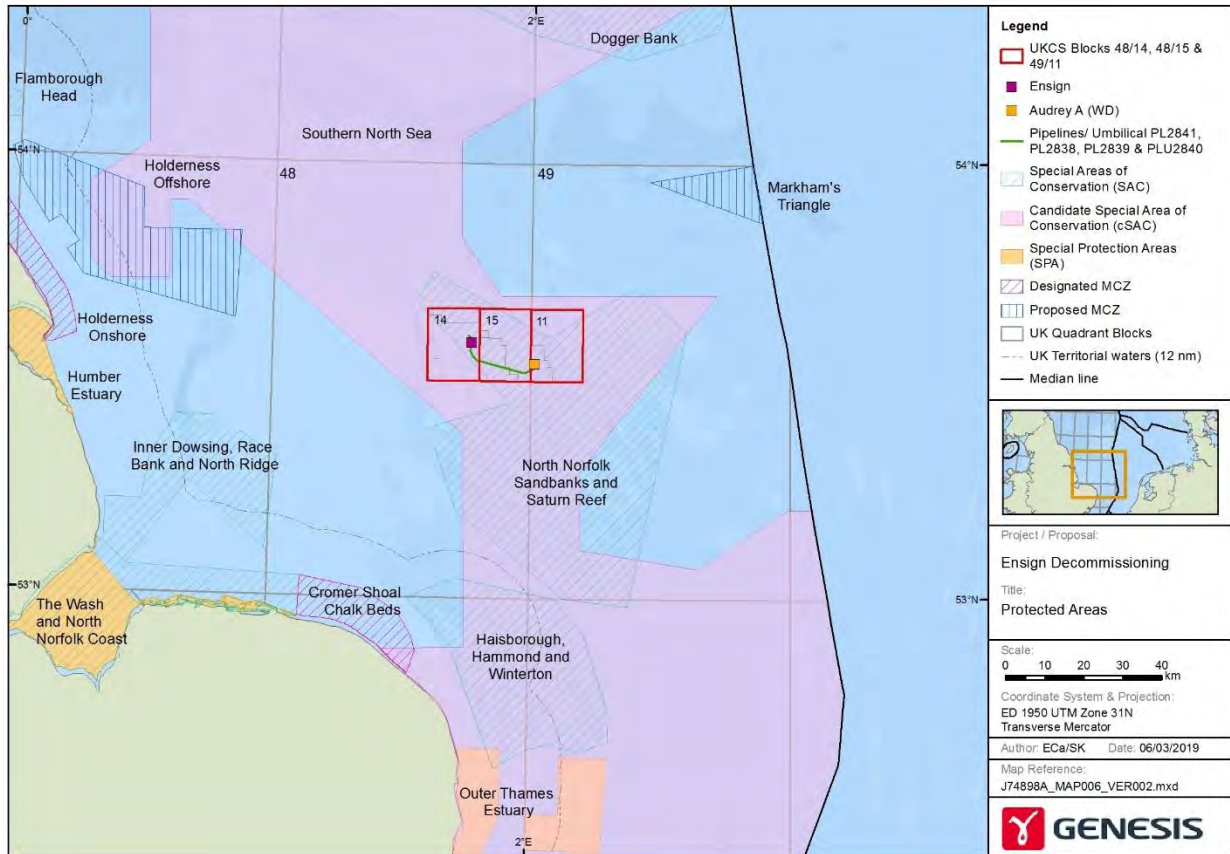 0°
2°E
Dogger Bank
Flamborough
Head
Southern North Sea
54°N
54°N
Holderness
Offshore
48
49
Markham's
Triangle
14
15
11
Holderness
Onshore
Humber
Estuary
Inner Dowsing, Race
Bank and North Ridge
North Norfolk
Sandbanks and
Saturn Reef
53°N
53°N
The Wash
and North
Norfolk Coast
Cromer Shoal
Chalk Beds
Haisborough,
Hammond and
Winterton
Outer Thames
Estuary
2°E
Legend
UKCS Blocks 48/14, 48/15 &
49/11
Ensign
Audrey A (WD)
Pipelines/ Umbilical PL2841,
PL2838, PL2839 & PLU2840
Special Areas of
Conservation (SAC)
Candidate Special Area of
Conservation (cSAC)
Special Protection Areas
(SPA)
Designated MCZ
Proposed MCZ
UK Quadrant Blocks
UK Territorial waters (12 nm)
Median line
Project / Proposal:
Ensign Decommissioning
Title:
Protected Areas
Scale:
0 10 20 30 40
km
Coordinate System & Projection:
ED 1950 UTM Zone 31N
Transverse Mercator
Author: ECa/SK Date: 06/03/2019
Map Reference:
J74898A_MAP006_VER002.mxd
GENESIS